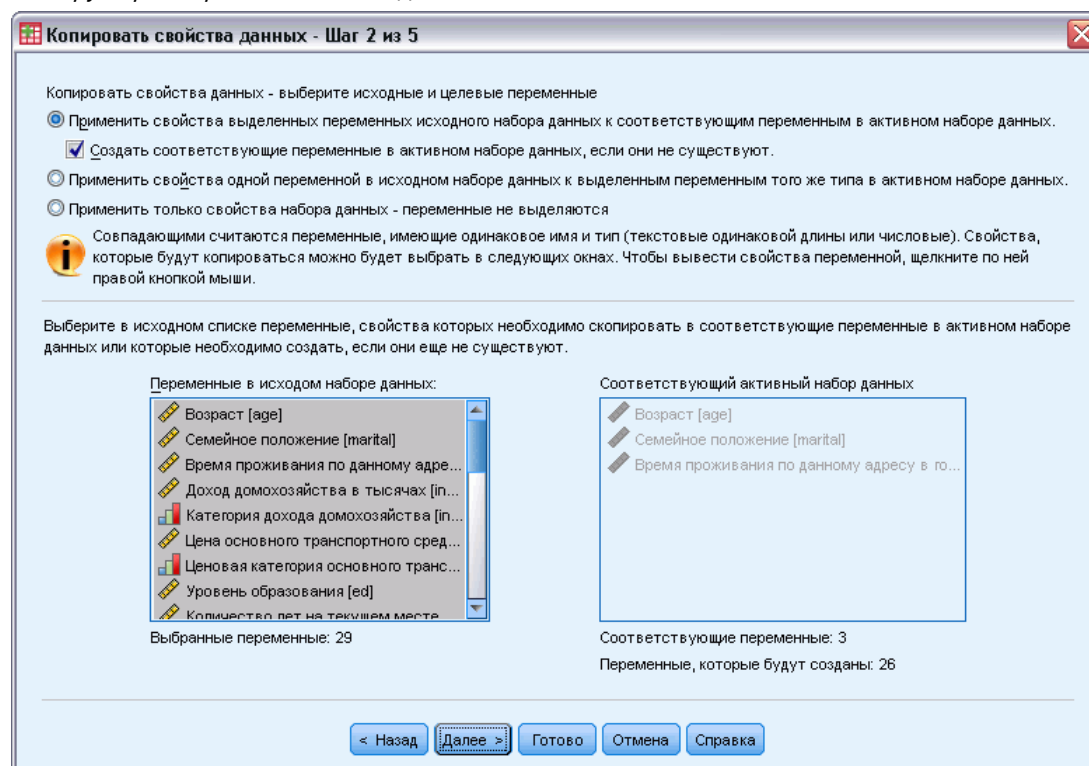 Копировать свойства данных - Шаг 2 из 5
Копировать свойства данных - выберите исходные и целевые переменные
Применить свойства выделенных переменных исходного набора данных к соответствующим переменным в активном наборе данных.
Создать соответствующие переменные в активном наборе данных, если они не существуют.
Применить свойства одной переменной в исходном наборе данных к выделенным переменным того же типа в активном наборе данных.
Применить только свойства набора данных - переменные не выделяются
Совпадающими считаются переменные, имеющие одинаковое имя и тип (текстовые одинаковой длины или числовые). Свойства,
которые будут копироваться можно будет выбрать в следующих окнах. Чтобы вывести свойства переменной, щелкните по ней
правой кнопкой мыши.
Выберите в исходном списке переменные, свойства которых необходимо скопировать в соответствующие переменные в активном наборе
данных или которые необходимо создать, если они еще не существуют.
Переменные в исходом наборе данных:
Возраст [age]
Семейное положение [marital]
Время проживания по данному адре...
Доход домохозяйства в тысячах [in...
Категория дохода домохозяйства [in...
Цена основного транспортного сред...
Ценовая категория основного транс...
Уровень образования [ed]
Количество лет на текущем месте
Выбранные переменные: 29
Соответствующий активный набор данных
Возраст [age]
Семейное положение [marital]
Время проживания по данному адресу в го...
Соответствующие переменные: 3
Переменные, которые будут созданы: 26
< Назад Далее > Готово Отмена Справка